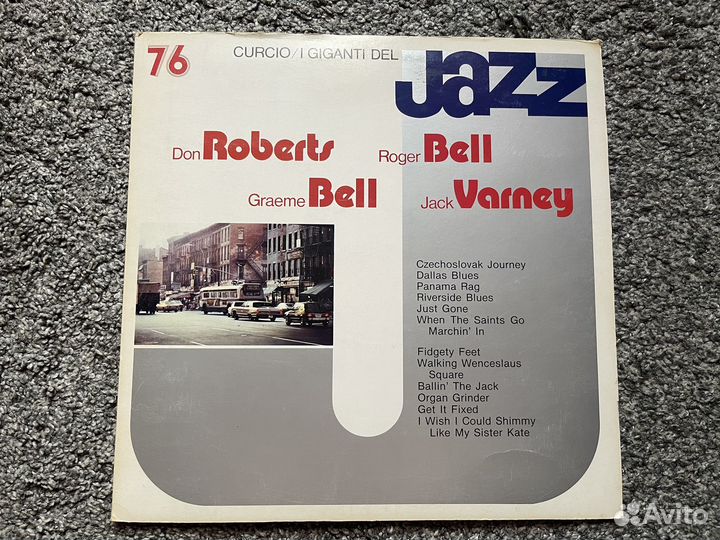 76
CURCIO/I GIGANTI DEL
Jazz
Don Roberts
Roger Bell
Graeme Bell
Jack Varney
Czechoslovak Journey
Dallas Blues
Panama Rag
Riverside Blues
Just Gone
When The Saints Go
Marchin' In
Fidgety Feet
Walking Wenceslaus
Square
Ballin' The Jack
Organ Grinder
Get It Fixed
I Wish I Could Shimmy
Like My Sister Kate
Avito